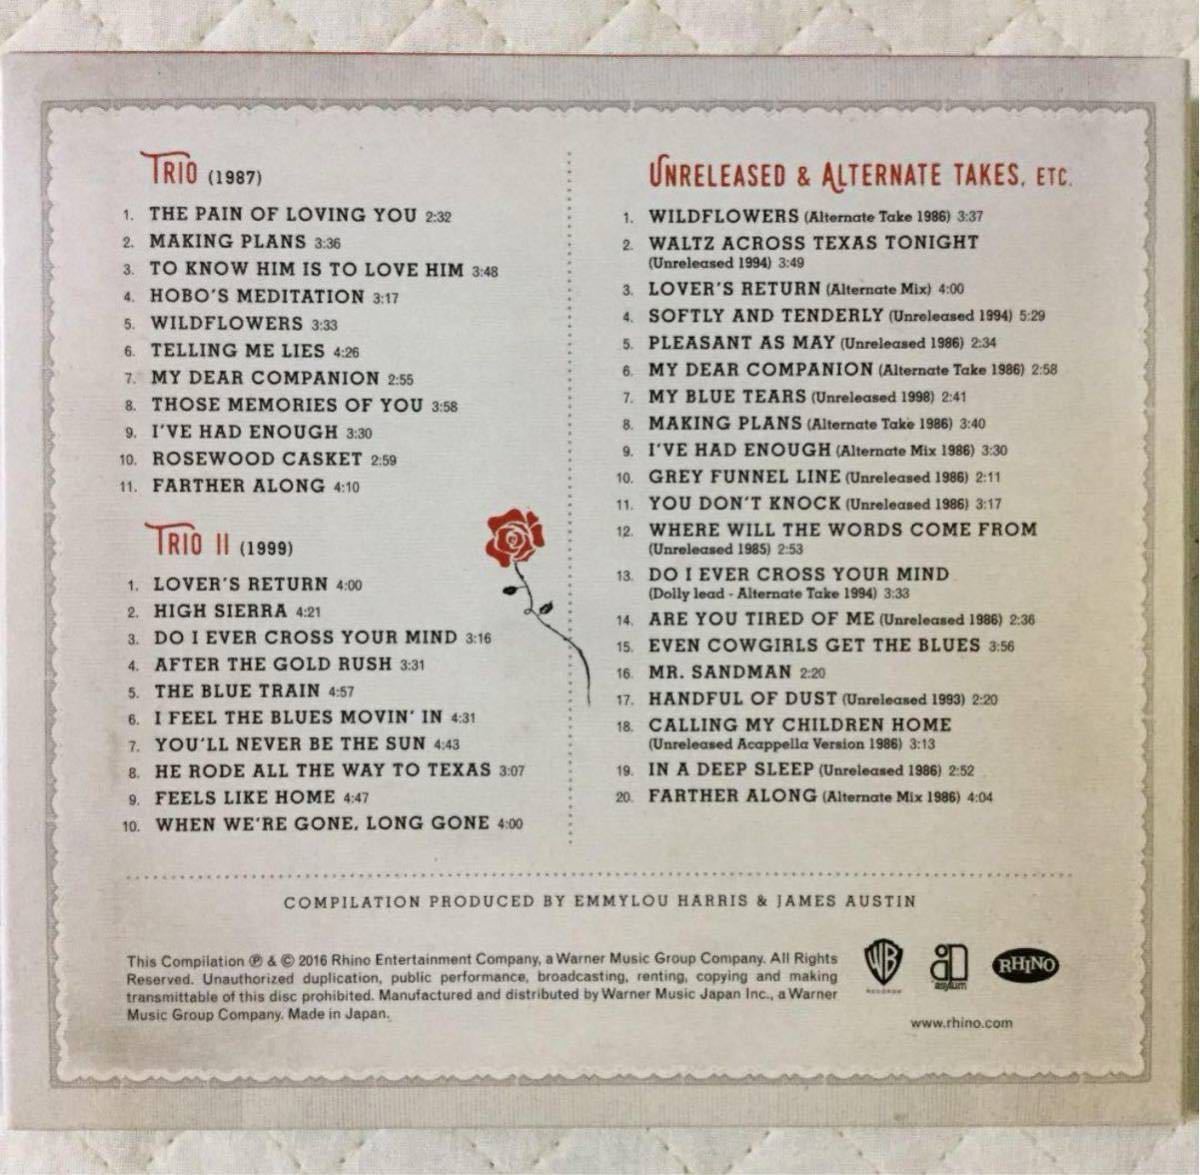 TRIO (1987)
1. THE PAIN OF LOVING YOU 2:32
2. MAKING PLANS 3:36
3. TO KNOW HIM IS TO LOVE HIM 3:48
4. HOBO'S MEDITATION 3:17
5. WILDFLOWERS 3:33
6. TELLING ME LIES 4:26
7. MY DEAR COMPANION 2:55
8. THOSE MEMORIES OF YOU 3:58
9. I'VE HAD ENOUGH 3:30
10. ROSEWOOD CASKET 2:59
11. FARTHER ALONG 4:10
TRIO II (1999)
1. LOVER'S RETURN 4:00
2. HIGH SIERRA 4:21
3. DO I EVER CROSS YOUR MIND 3:16
4. AFTER THE GOLD RUSH 3:31
5. THE BLUE TRAIN 4:57
6. I FEEL THE BLUES MOVIN' IN 4:31
7. YOU'LL NEVER BE THE SUN 4:43
8. HE RODE ALL THE WAY TO TEXAS 3:07
9. FEELS LIKE HOME 4:47
10. WHEN WE'RE GONE, LONG GONE 4:00
UNRELEASED & ALTERNATE TAKES, ETC.
1. WILDFLOWERS (Alternate Take 1986) 3:37
2. WALTZ ACROSS TEXAS TONIGHT
(Unreleased 1994) 3:49
3. LOVER'S RETURN (Alternate Mix) 4:00
4. SOFTLY AND TENDERLY (Unreleased 1994) 5:29
5. PLEASANT AS MAY (Unreleased 1986) 2:34
6. MY DEAR COMPANION (Alternate Take 1986) 2:58
7. MY BLUE TEARS (Unreleased 1998) 2:41
8. MAKING PLANS (Alternate Take 1986) 3:40
9. I'VE HAD ENOUGH (Alternate Mix 1986) 3:30
10. GREY FUNNEL LINE (Unreleased 1986) 2:11
11. YOU DON'T KNOCK (Unreleased 1986) 3:17
12. WHERE WILL THE WORDS COME FROM
(Unreleased 1985) 2:53
13. DO I EVER CROSS YOUR MIND
(Dolly lead - Alternate Take 1994) 3:33
14. ARE YOU TIRED OF ME (Unreleased 1986) 2:36
15. EVEN COWGIRLS GET THE BLUES 3:56
16. MR. SANDMAN 2:20
17. HANDFUL OF DUST (Unreleased 1993) 2:20
18. CALLING MY CHILDREN HOME
(Unreleased Acappella Version 1986) 3:13
19. IN A DEEP SLEEP (Unreleased 1986) 2:52
20. FARTHER ALONG (Alternate Mix 1986) 4:04
COMPILATION PRODUCED BY EMMYLOU HARRIS & JAMES AUSTIN
This Compilation ℗ & © 2016 Rhino Entertainment Company, a Warner Music Group Company. All Rights
Reserved. Unauthorized duplication, public performance, broadcasting, renting, copying and making
transmittable of this disc prohibited. Manufactured and distributed by Warner Music Japan Inc., a Warner
Music Group Company. Made in Japan.
WB
RECORDS
asylum
RHINO
www.rhino.com